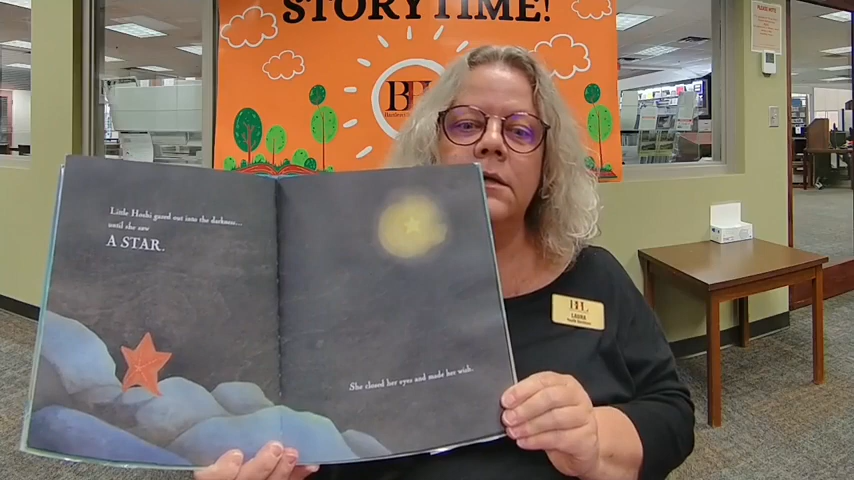 STORYTIME!
Little Hoshi gazed out into the darkness...
until she saw
A STAR.
She closed her eyes and made her wish.
LAURA